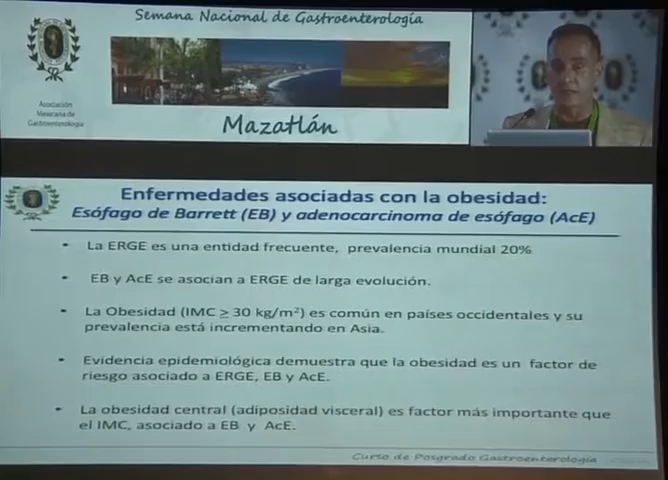 Semana Nacional de Gastroenterología
Asociación
Mexicana de
Gastroenterología
Mazatlán
Enfermedades asociadas con la obesidad:
Esófago de Barrett (EB) y adenocarcinoma de esófago (AcE)
• La ERGE es una entidad frecuente, prevalencia mundial 20%
• EB y AcE se asocian a ERGE de larga evolución.
• La Obesidad (IMC ≥ 30 kg/m²) es común en países occidentales y su
prevalencia está incrementando en Asia.
• Evidencia epidemiológica demuestra que la obesidad es un factor de
riesgo asociado a ERGE, EB y AcE.
• La obesidad central (adiposidad visceral) es factor más importante que
el IMC, asociado a EB y AcE.
Curso de Posgrado Gastroenterología